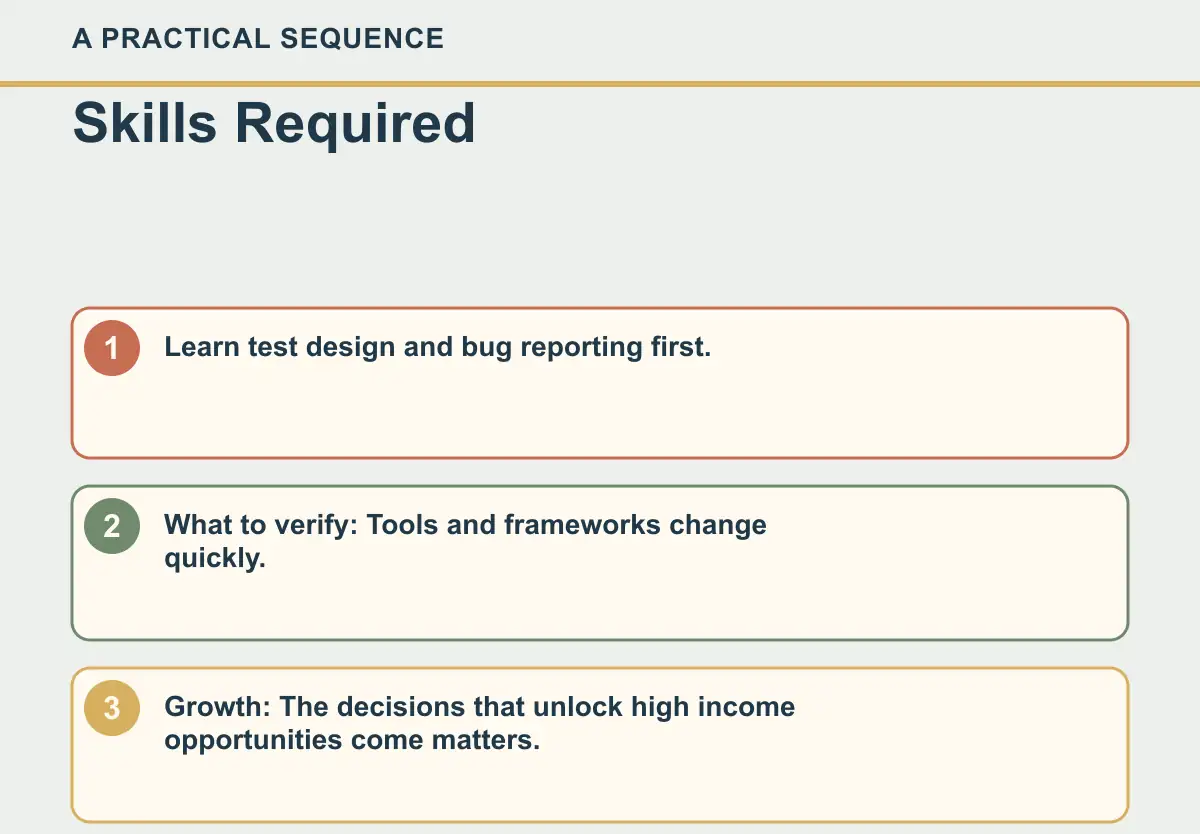 A PRACTICAL SEQUENCE
Skills Required
1
Learn test design and bug reporting first.
2
What to verify: Tools and frameworks change
quickly.
3
Growth: The decisions that unlock high income
opportunities come matters.